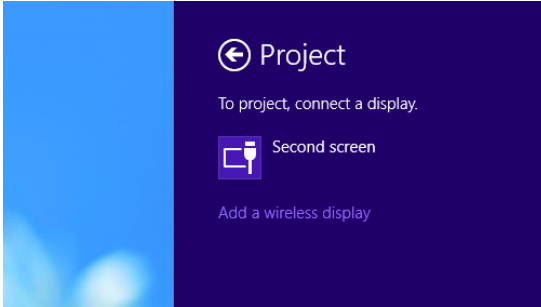 Project
To project, connect a display.
Second screen
Add a wireless display